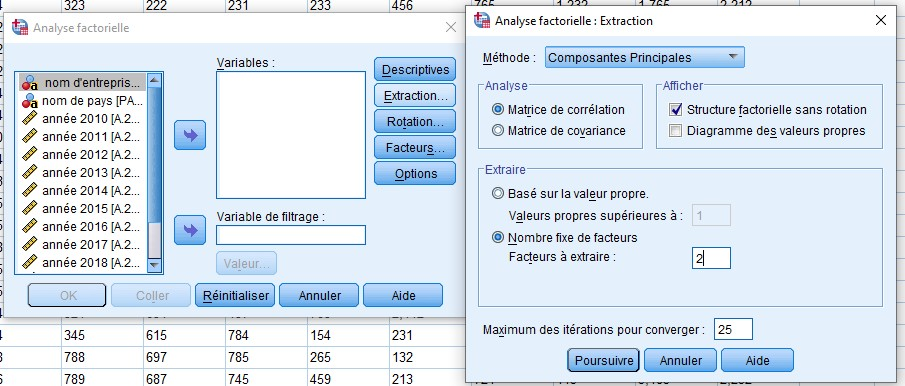 323 222 231 233 456
Analyse factorielle
Variables :
nom d'entrepris...
nom de pays [PA...
année 2010 [A.2...
année 2011 [A.2...
année 2012 [A.2...
année 2013 [A.2...
année 2014 [A.2...
année 2015 [A.2...
année 2016 [A.2...
année 2017 [A.2...
année 2018 [A.2...
Descriptives
Extraction...
Rotation...
Facteurs...
Options
Variable de filtrage :
Valeur...
OK Coller Réinitialiser Annuler Aide
345 615 784 154 231
788 697 785 265 132
789 687 745 459 213
Analyse factorielle : Extraction
Méthode : Composantes Principales
Analyse
Matrice de corrélation
Matrice de covariance
Afficher
Structure factorielle sans rotation
Diagramme des valeurs propres
Extraire
Basé sur la valeur propre.
Valeurs propres supérieures à : 1
Nombre fixe de facteurs
Facteurs à extraire : 2
Maximum des itérations pour converger : 25
Poursuivre Annuler Aide